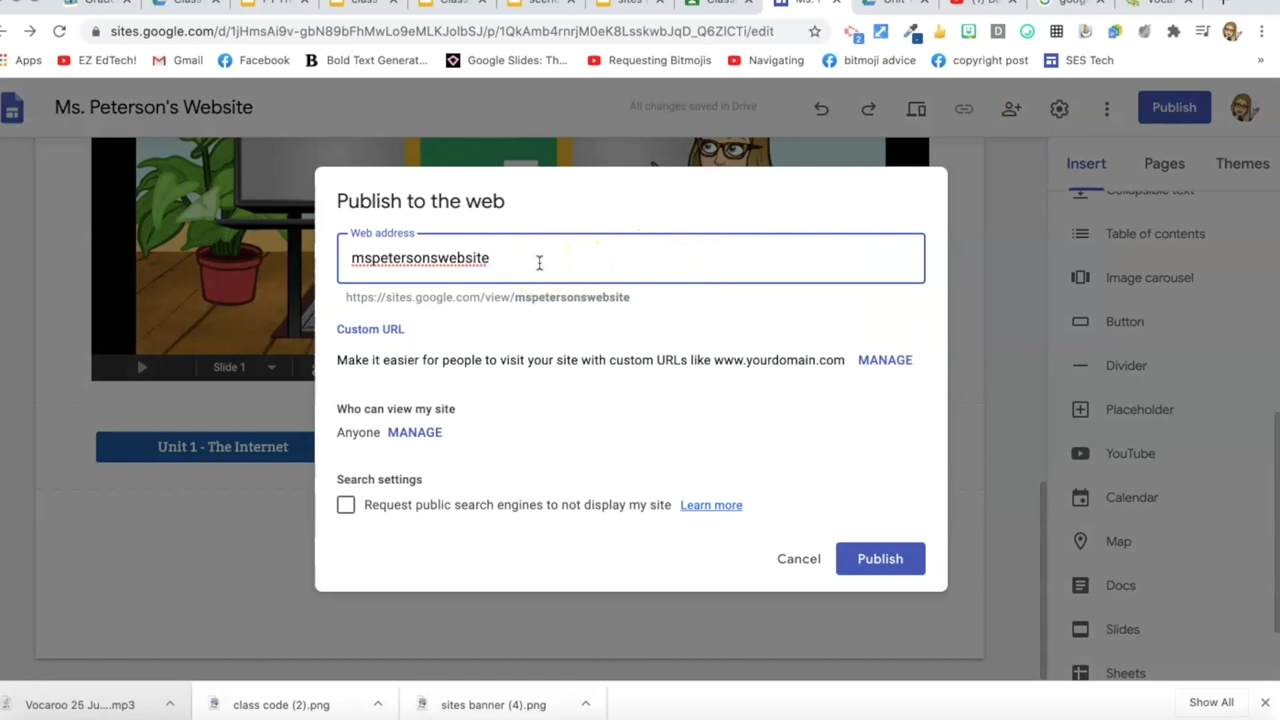 sites.google.com/d/1jHmsAi9v-gbN89bFhMwLo9eMLKJolbSJ/p/1QkAmb4rnrjM0eK8LsskwbJqD_Q6ZlCTi/edit
Apps EZ EdTech! Gmail Facebook Bold Text Generat... Google Slides: Th... Requesting Bitmojis Navigating bitmoji advice copyright post SES Tech »
Ms. Peterson's Website All changes saved in Drive Publish
Insert Pages Themes
Publish to the web
Web address
mspetersonswebsite
https://sites.google.com/view/mspetersonswebsite
Custom URL
Make it easier for people to visit your site with custom URLs like www.yourdomain.com MANAGE
Who can view my site
Anyone MANAGE
Search settings
Request public search engines to not display my site Learn more
Cancel Publish
Slide 1
Unit 1 - The Internet
Collapsible text
Table of contents
Image carousel
Button
Divider
Placeholder
YouTube
Calendar
Map
Docs
Slides
Sheets
Vocaroo 25 Ju....mp3 class code (2).png sites banner (4).png Show All